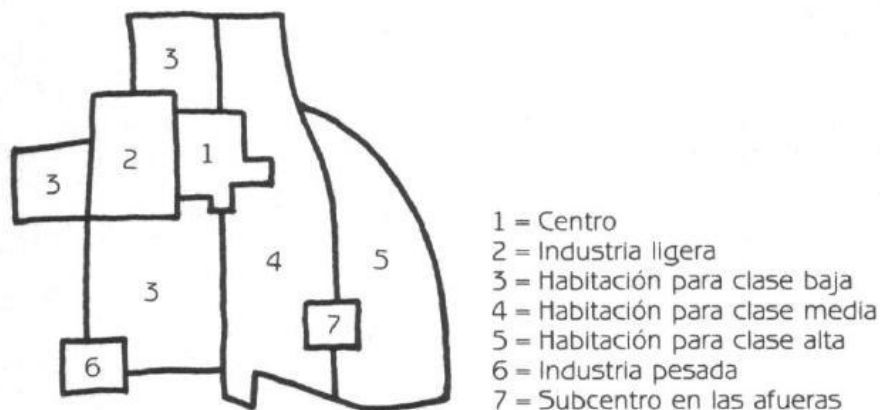 3
2
1
3
4
5
3
7
6
1 = Centro
2 = Industria ligera
3 = Habitación para clase baja
4 = Habitación para clase media
5 = Habitación para clase alta
6 = Industria pesada
7 = Subcentro en las afueras